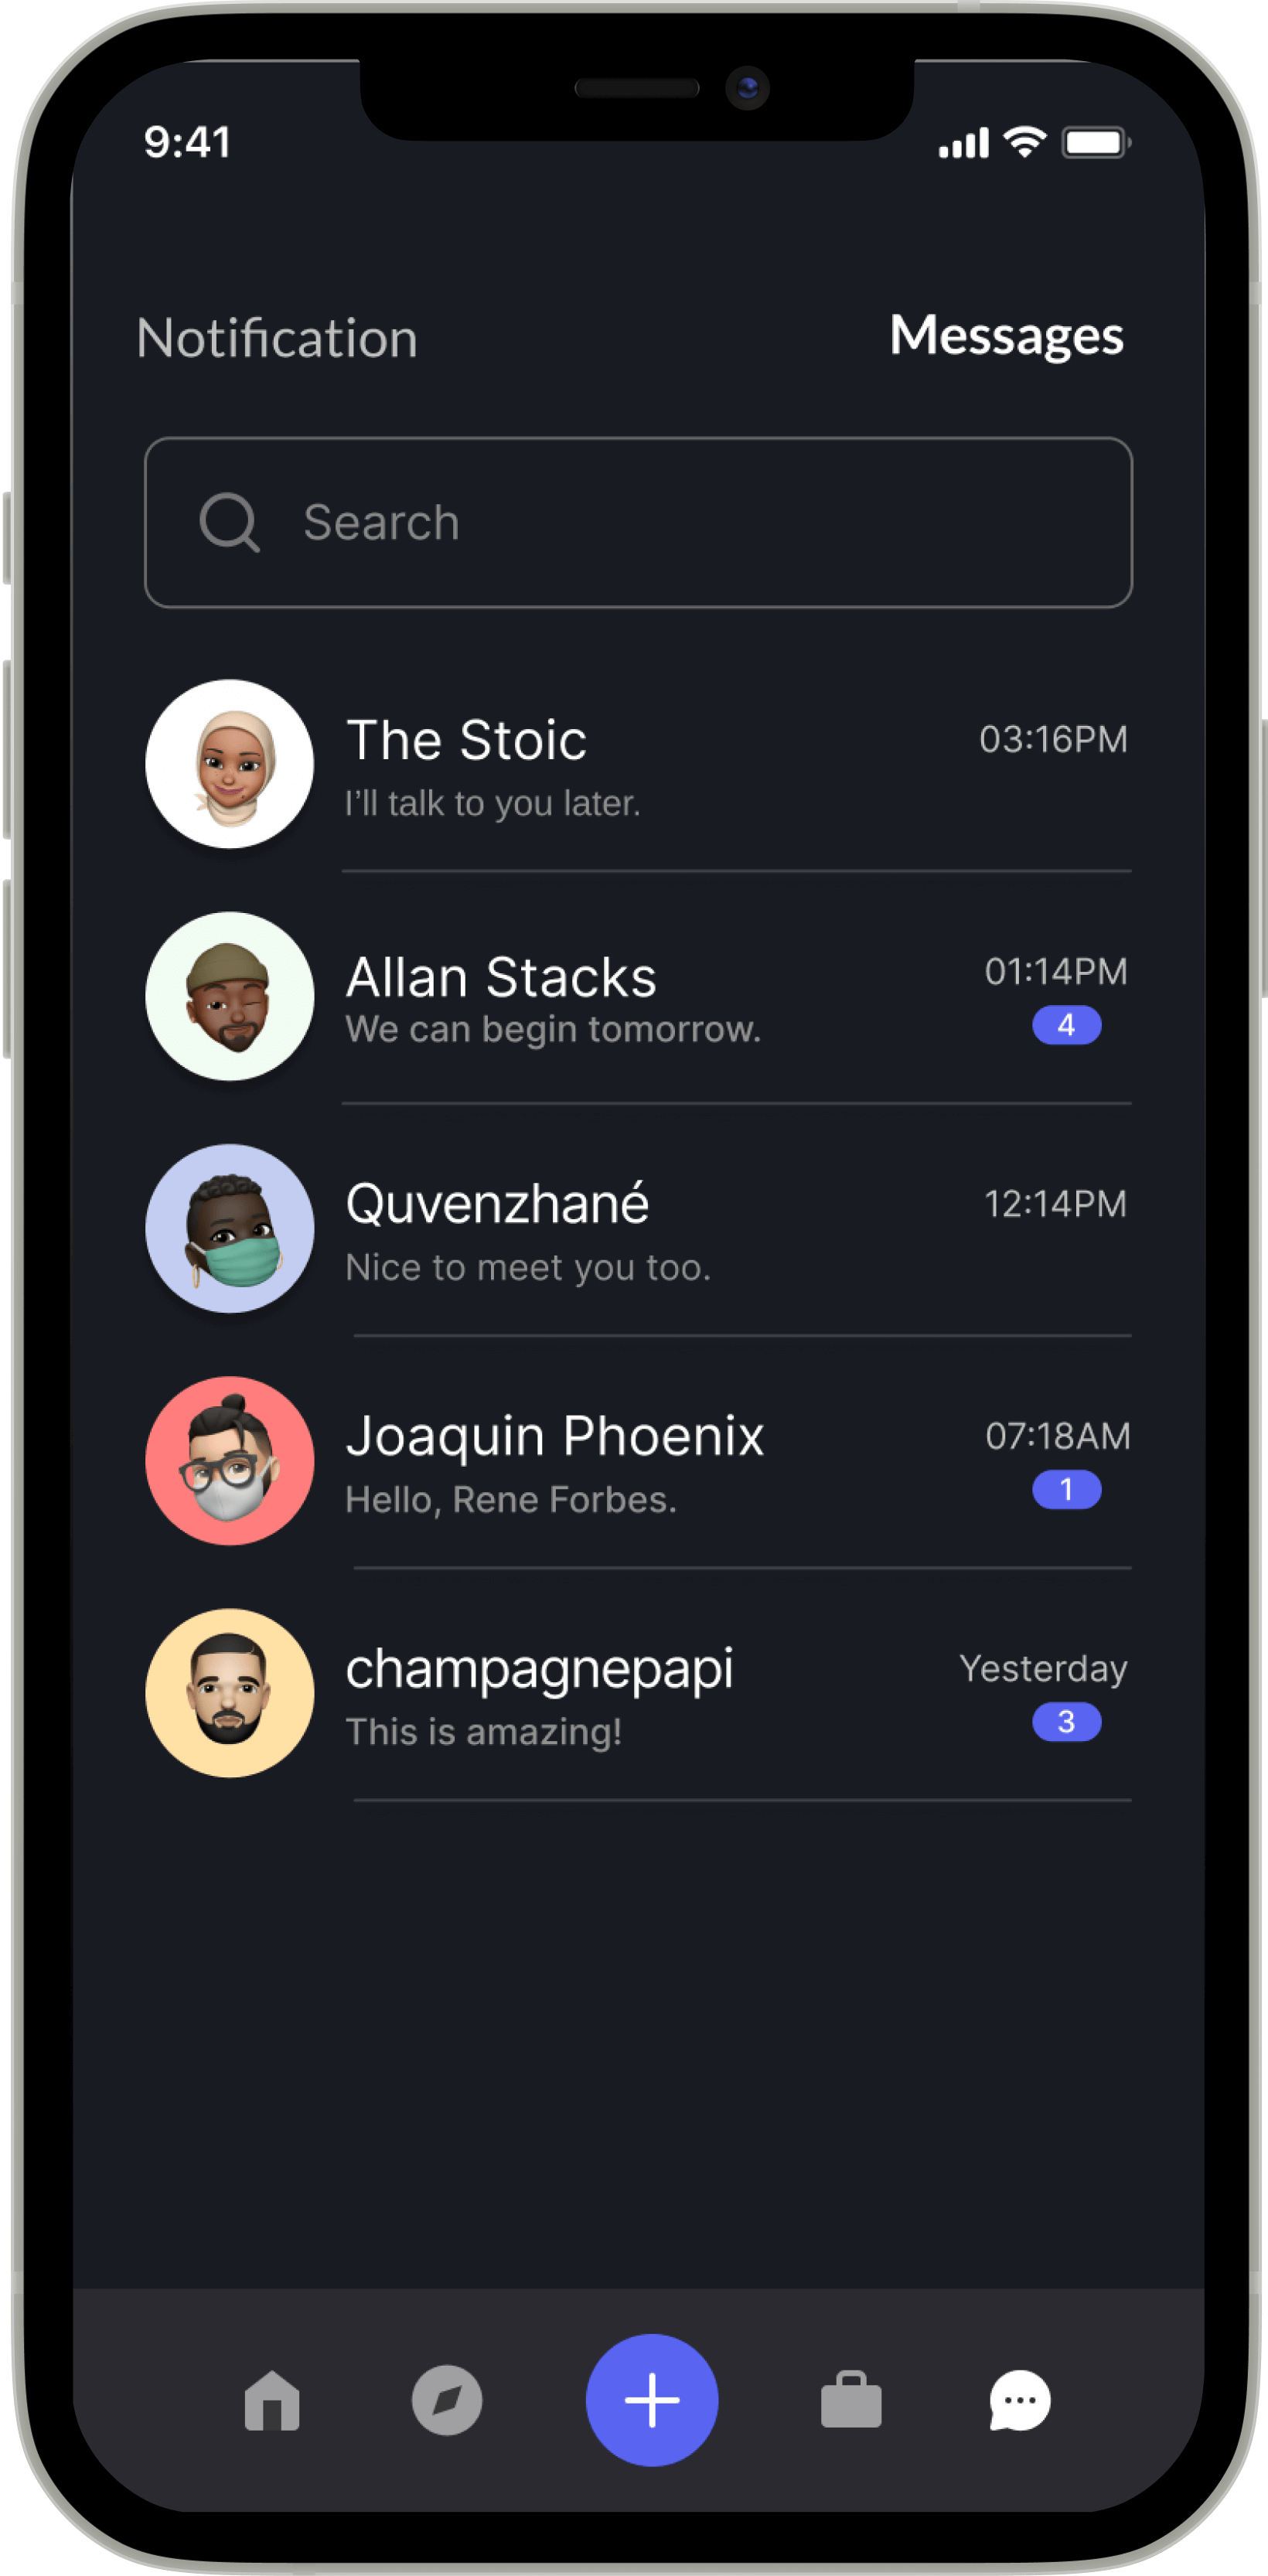 9:41
Notification Messages
Search
The Stoic 03:16PM
I’ll talk to you later.
Allan Stacks 01:14PM
We can begin tomorrow. 4
Quvenzhané 12:14PM
Nice to meet you too.
Joaquin Phoenix 07:18AM
Hello, Rene Forbes. 1
champagnepapi Yesterday
This is amazing! 3